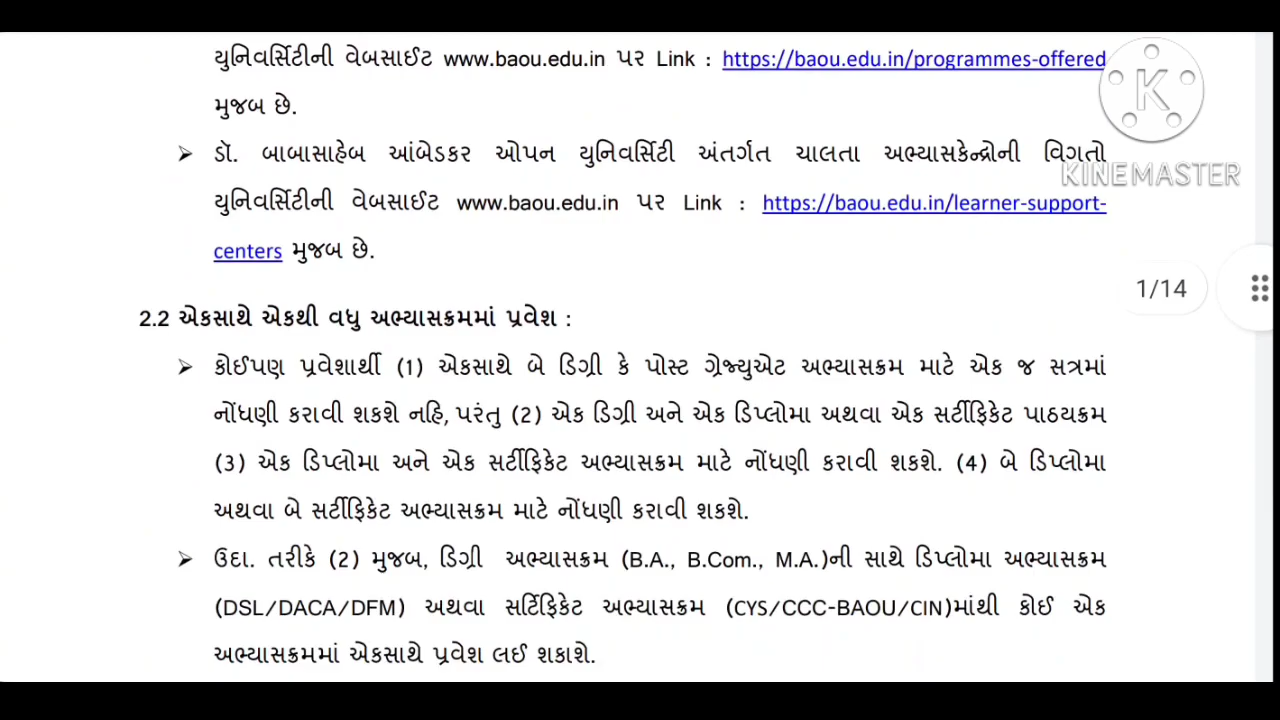 યુનિવર્સિટીની વેબસાઈટ www.baou.edu.in પર Link : https://baou.edu.in/programmes-offered
મુજબ છે.
➢ ડૉ. બાબાસાહેબ આંબેડકર ઓપન યુનિવર્સિટી અંતર્ગત ચાલતા અભ્યાસકેન્દ્રોની વિગતો
યુનિવર્સિટીની વેબસાઈટ www.baou.edu.in પર Link : https://baou.edu.in/learner-support-
centers મુજબ છે.
K
KINEMASTER
1/14
2.2 એકસાથે એકથી વધુ અભ્યાસક્રમમાં પ્રવેશ :
➢ કોઈપણ પ્રવેશાર્થી (1) એકસાથે બે ડિગ્રી કે પોસ્ટ ગ્રેજ્યુએટ અભ્યાસક્રમ માટે એક જ સત્રમાં
નોંધણી કરાવી શકશે નહિ, પરંતુ (2) એક ડિગ્રી અને એક ડિપ્લોમા અથવા એક સર્ટીફિકેટ પાઠયક્રમ
(3) એક ડિપ્લોમા અને એક સર્ટીફિકેટ અભ્યાસક્રમ માટે નોંધણી કરાવી શકશે. (4) બે ડિપ્લોમા
અથવા બે સર્ટીફિકેટ અભ્યાસક્રમ માટે નોંધણી કરાવી શકશે.
➢ ઉદા. તરીકે (2) મુજબ, ડિગ્રી અભ્યાસક્રમ (B.A., B.Com., M.A.)ની સાથે ડિપ્લોમા અભ્યાસક્રમ
(DSL/DACA/DFM) અથવા સર્ટિફિકેટ અભ્યાસક્રમ (CYS/CCC-BAOU/CIN)માંથી કોઈ એક
અભ્યાસક્રમમાં એકસાથે પ્રવેશ લઈ શકાશે.